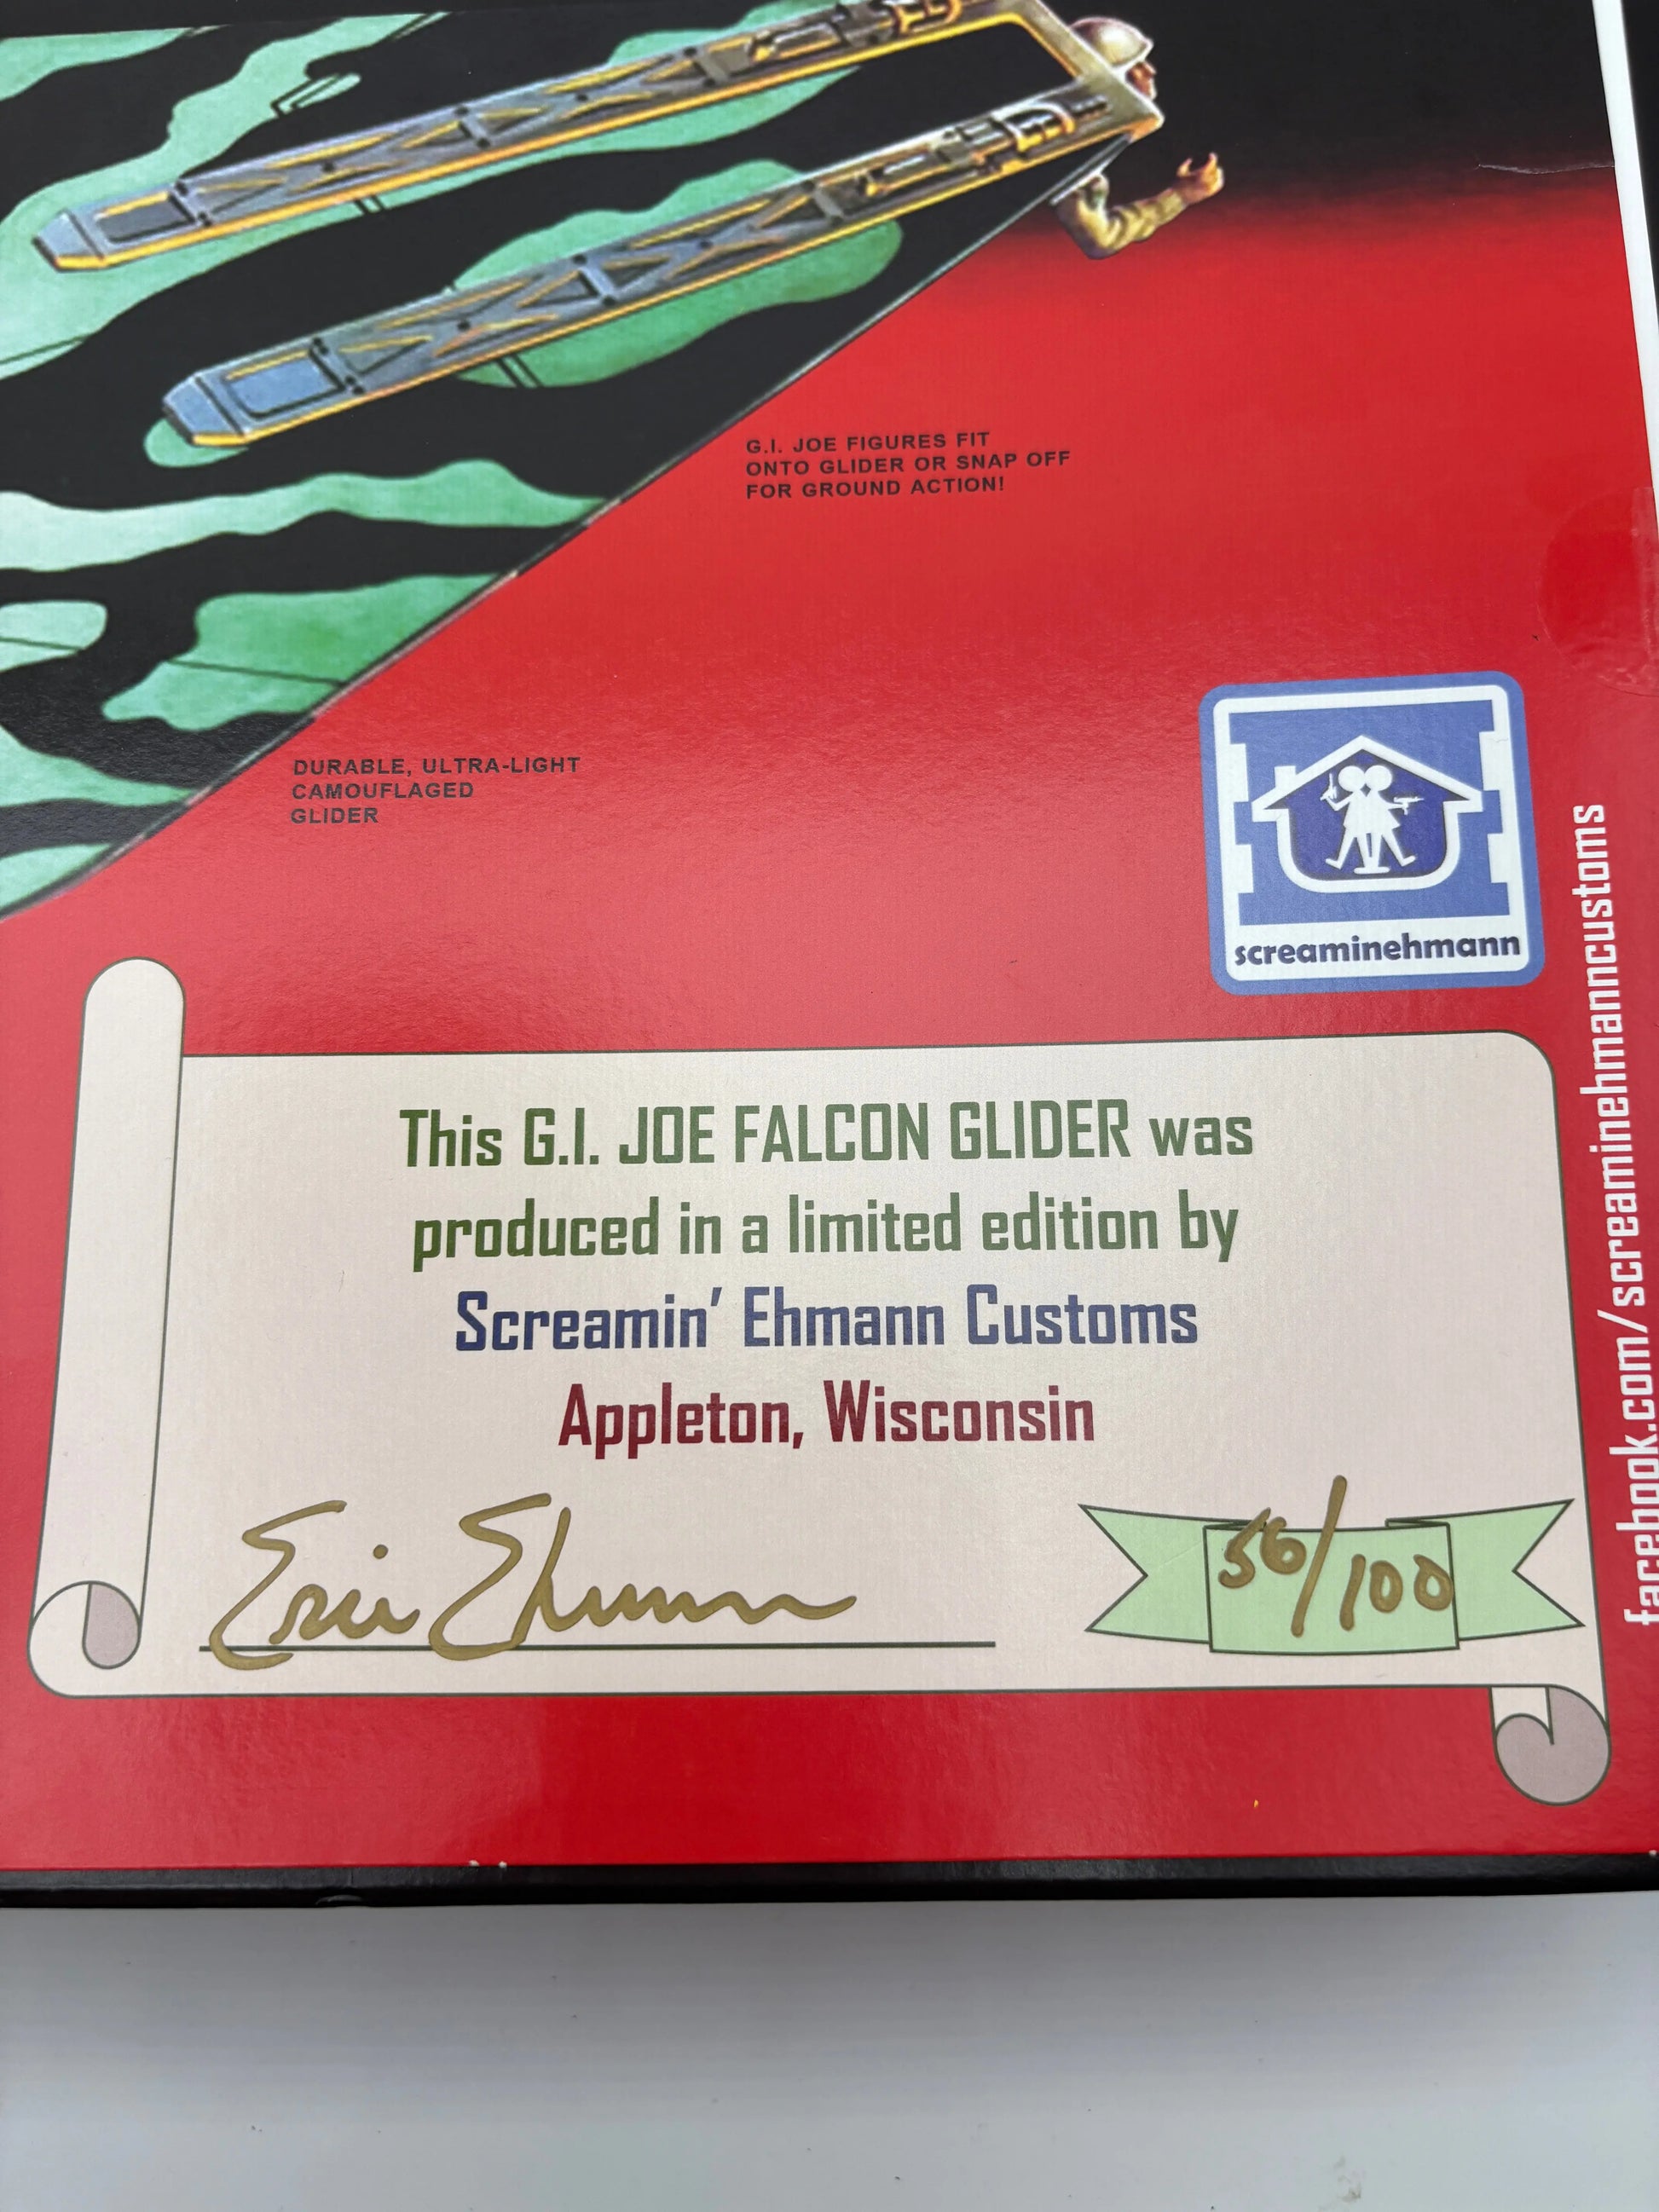 G.I. JOE FIGURES FIT
ONTO GLIDER OR SNAP OFF
FOR GROUND ACTION!
DURABLE, ULTRA-LIGHT
CAMOUFLAGED
GLIDER
screaminehmann
facebook.com/screaminehmanncustoms
This G.I. JOE FALCON GLIDER was
produced in a limited edition by
Screamin' Ehmann Customs
Appleton, Wisconsin
Eric Ehmann
56/100